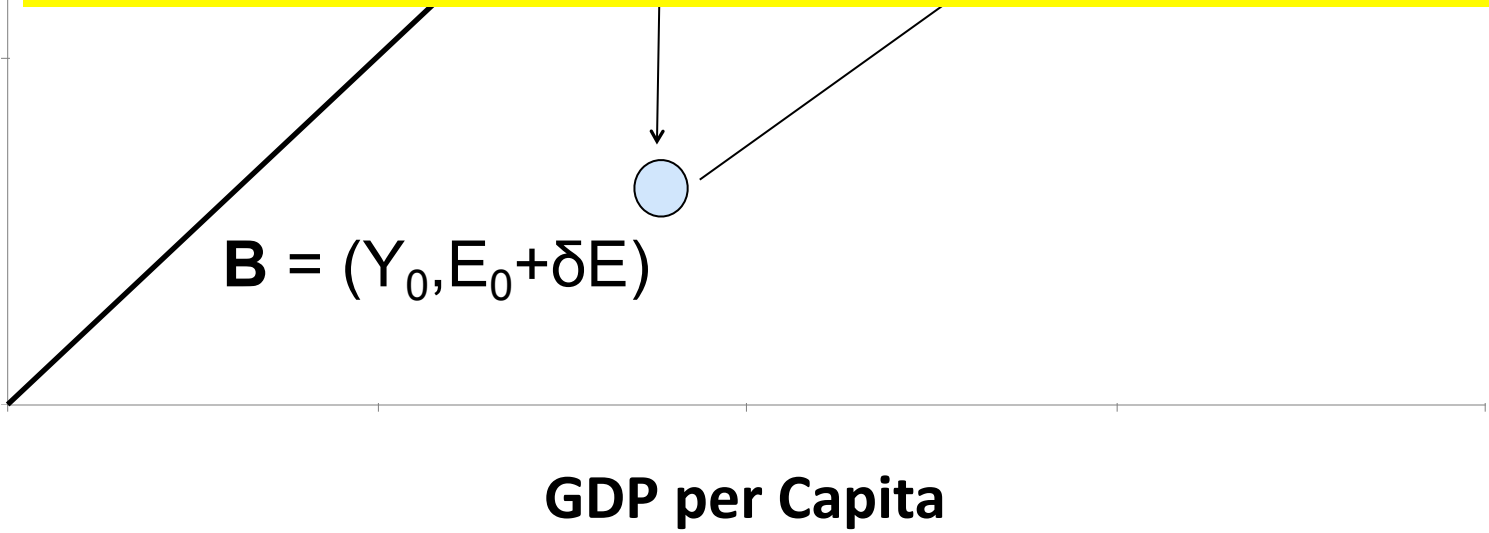 B = (Y₀,E₀+δE)
GDP per Capita